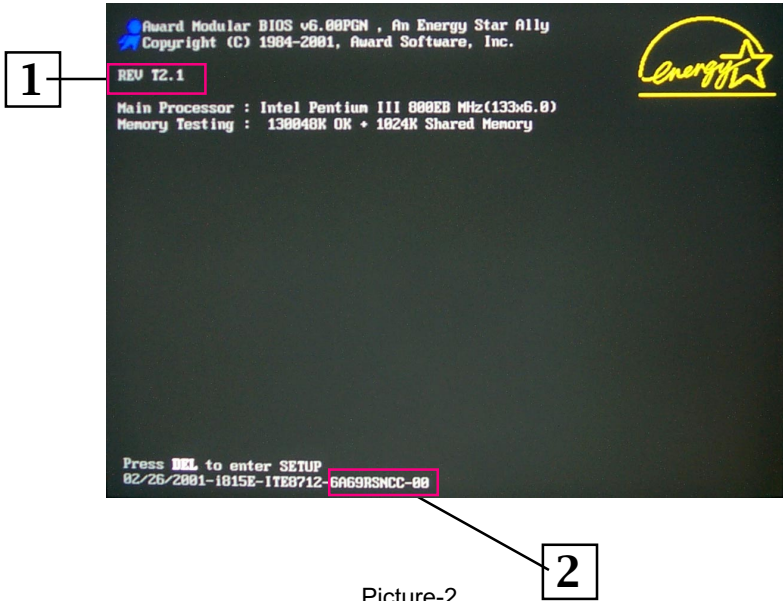 Award Modular BIOS v6.00PGN , An Energy Star Ally
Copyright (C) 1984-2001, Award Software, Inc.
energy
1
REV T2.1
Main Processor : Intel Pentium III 800EB MHz(133x6.0)
Memory Testing : 130048K OK + 1024K Shared Memory
Press DEL to enter SETUP
02/26/2001-i815E-ITE8712-6A69RSNCC-00
2
Picture-2